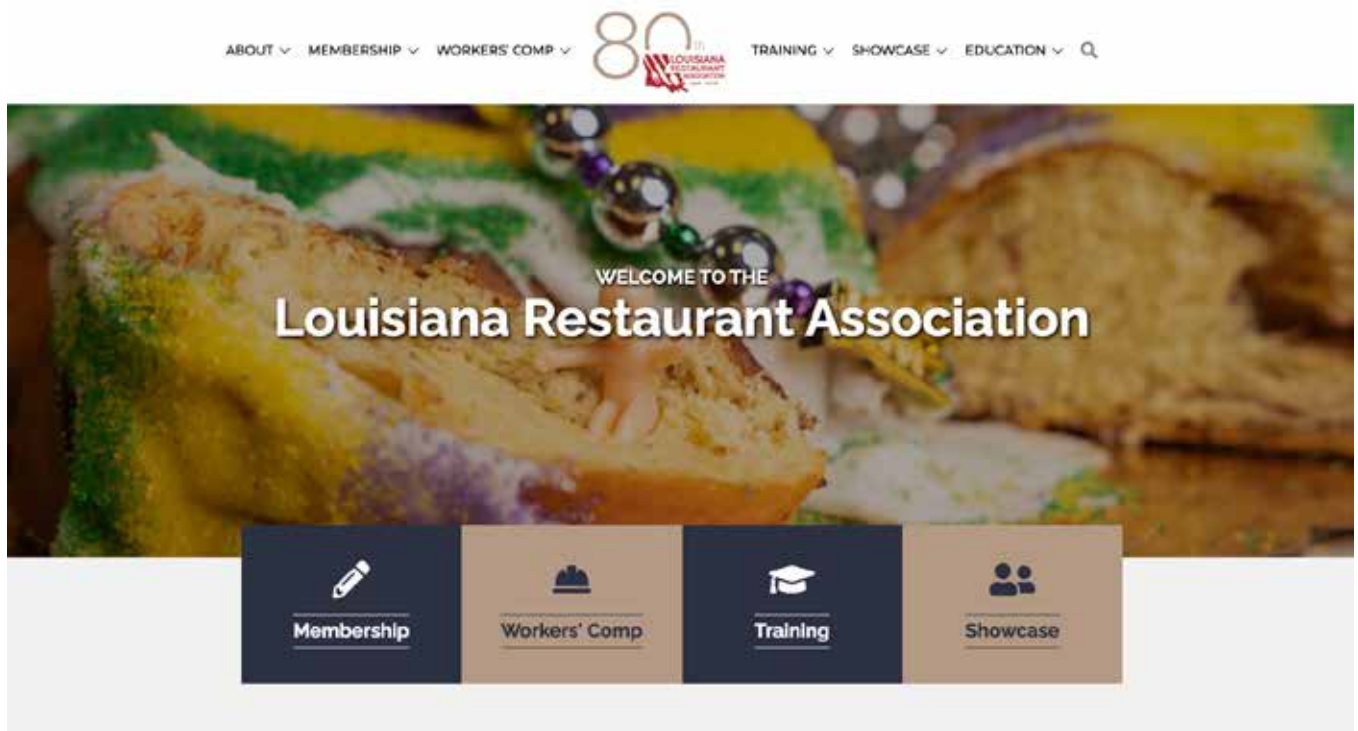 ABOUT
MEMBERSHIP
WORKERS' COMP
80th
LOUISIANA
RESTAURANT
ASSOCIATION
TRAINING
SHOWCASE
EDUCATION
WELCOME TO THE
Louisiana Restaurant Association
Membership
Workers' Comp
Training
Showcase